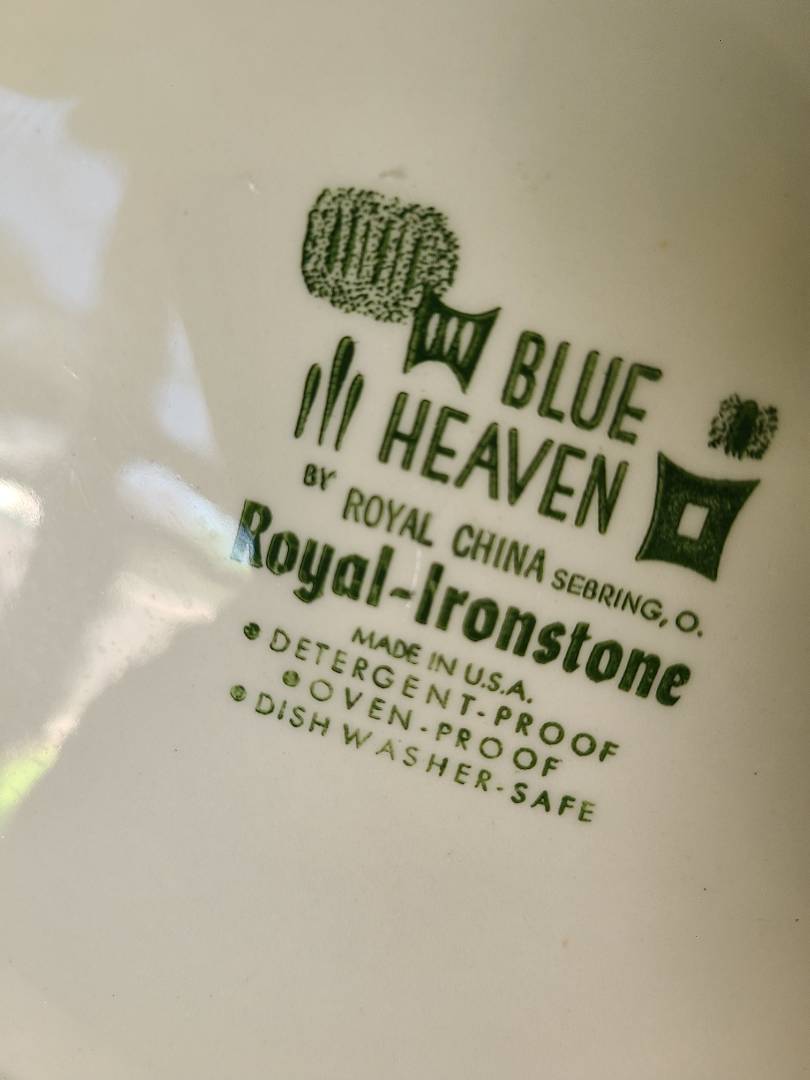 BLUE
HEAVEN
BY ROYAL CHINA SEBRING, O.
Royal-Ironstone
MADE IN U.S.A.
• DETERGENT-PROOF
• OVEN-PROOF
• DISHWASHER-SAFE